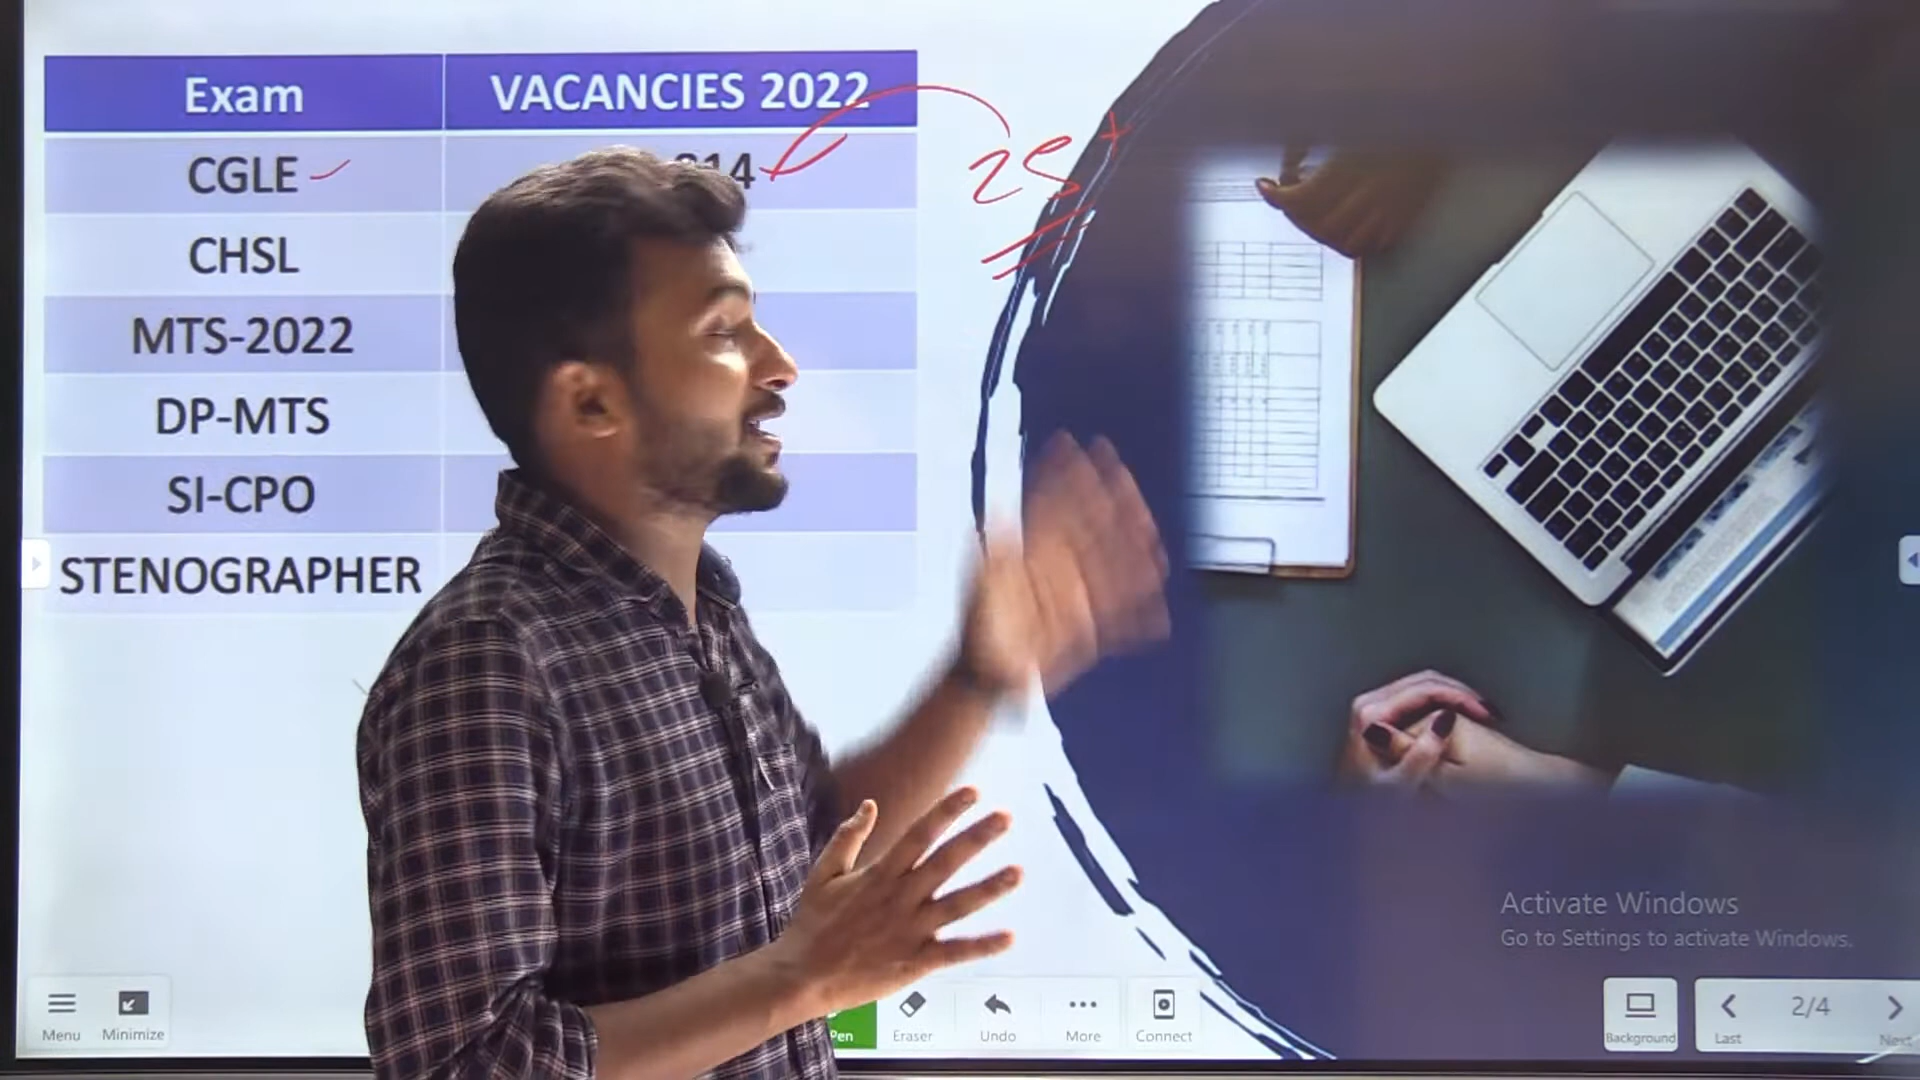 Exam VACANCIES 2022
CGLE
CHSL
MTS-2022
DP-MTS
SI-CPO
STENOGRAPHER
Activate Windows
Go to Settings to activate Windows.
Menu Minimize Pen Eraser Undo More Connect Background Last 2/4 Next